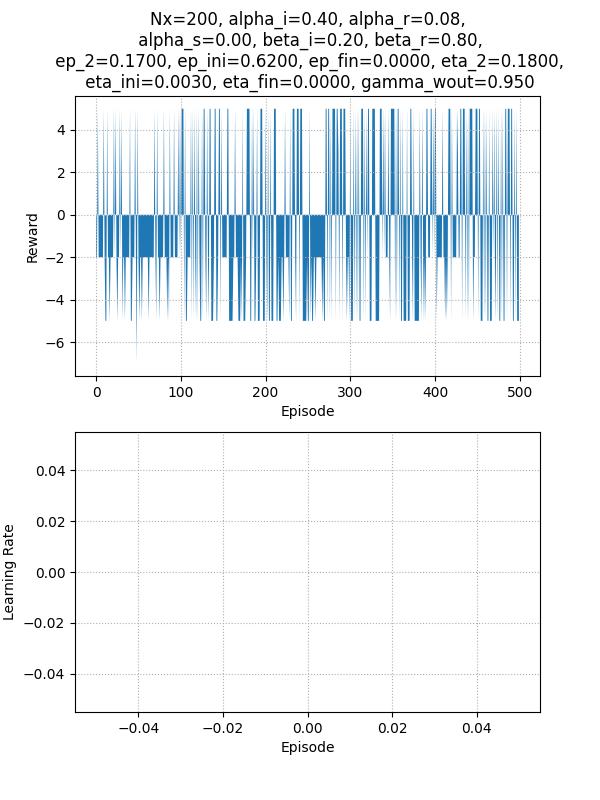 Nx=200, alpha_i=0.40, alpha_r=0.08,
alpha_s=0.00, beta_i=0.20, beta_r=0.80,
ep_2=0.1700, ep_ini=0.6200, ep_fin=0.0000, eta_2=0.1800,
eta_ini=0.0030, eta_fin=0.0000, gamma_wout=0.950
4
2
0
−2
−4
−6
Reward
0 100 200 300 400 500
Episode
0.04
0.02
0.00
−0.02
−0.04
Learning Rate
−0.04 −0.02 0.00 0.02 0.04
Episode